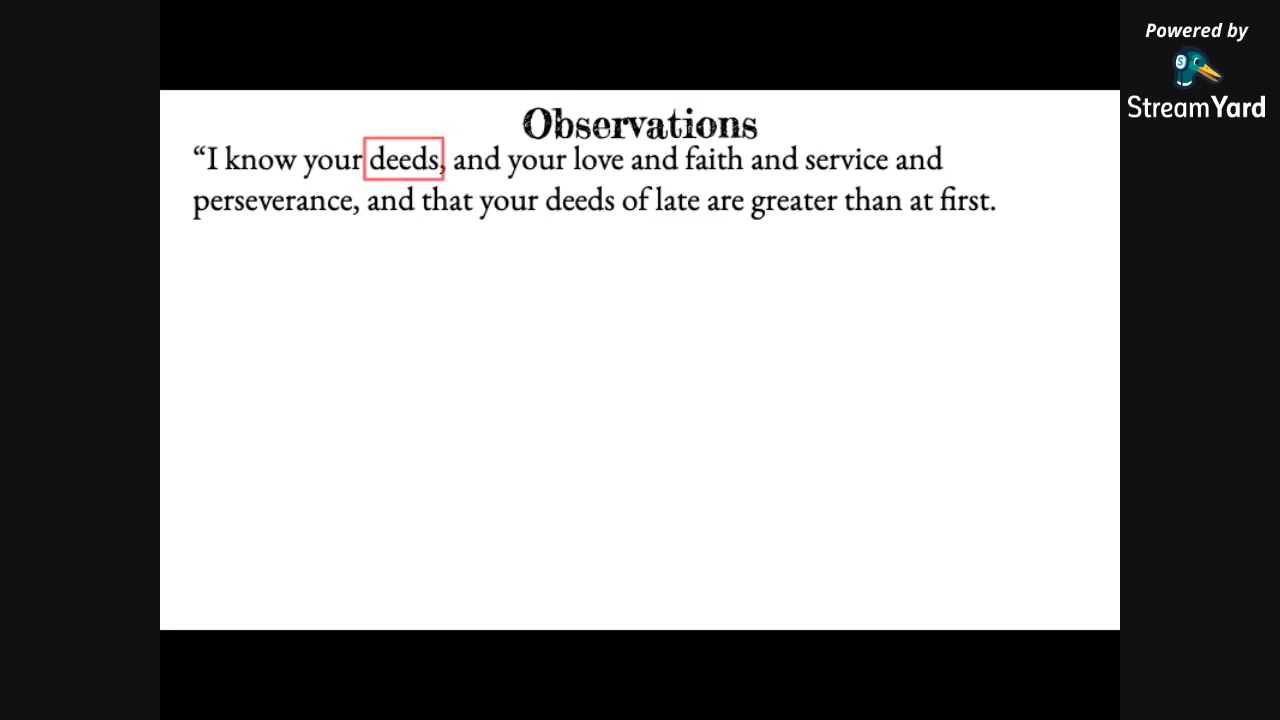 Powered by
StreamYard
Observations
“I know your deeds, and your love and faith and service and
perseverance, and that your deeds of late are greater than at first.